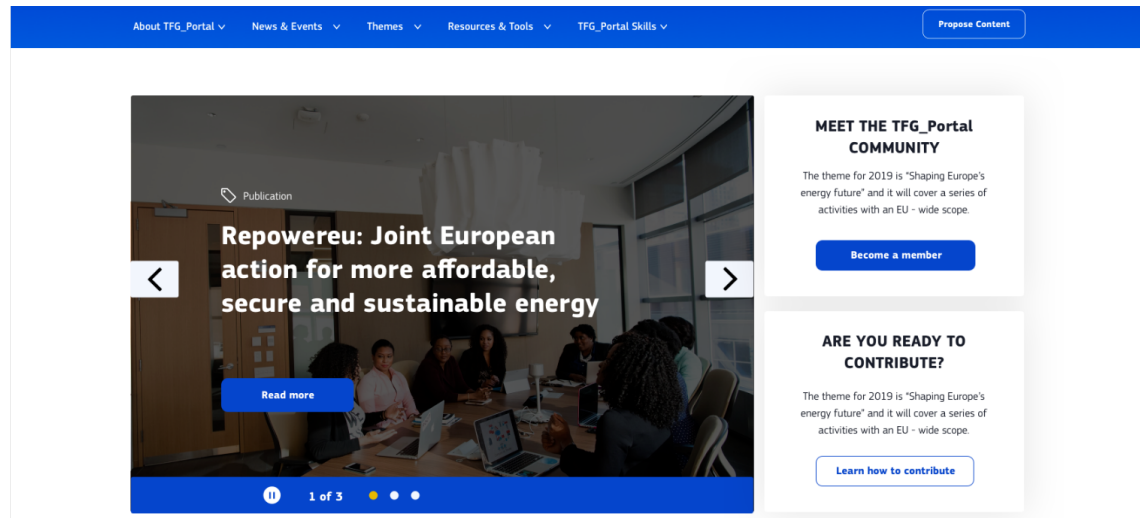 About TFG_Portal
News & Events
Themes
Resources & Tools
TFG_Portal Skills
Propose Content
Publication
Repowereu: Joint European
action for more affordable,
secure and sustainable energy
Read more
1 of 3
MEET THE TFG_Portal
COMMUNITY
The theme for 2019 is "Shaping Europe's
energy future" and it will cover a series of
activities with an EU - wide scope.
Become a member
ARE YOU READY TO
CONTRIBUTE?
The theme for 2019 is "Shaping Europe's
energy future" and it will cover a series of
activities with an EU - wide scope.
Learn how to contribute